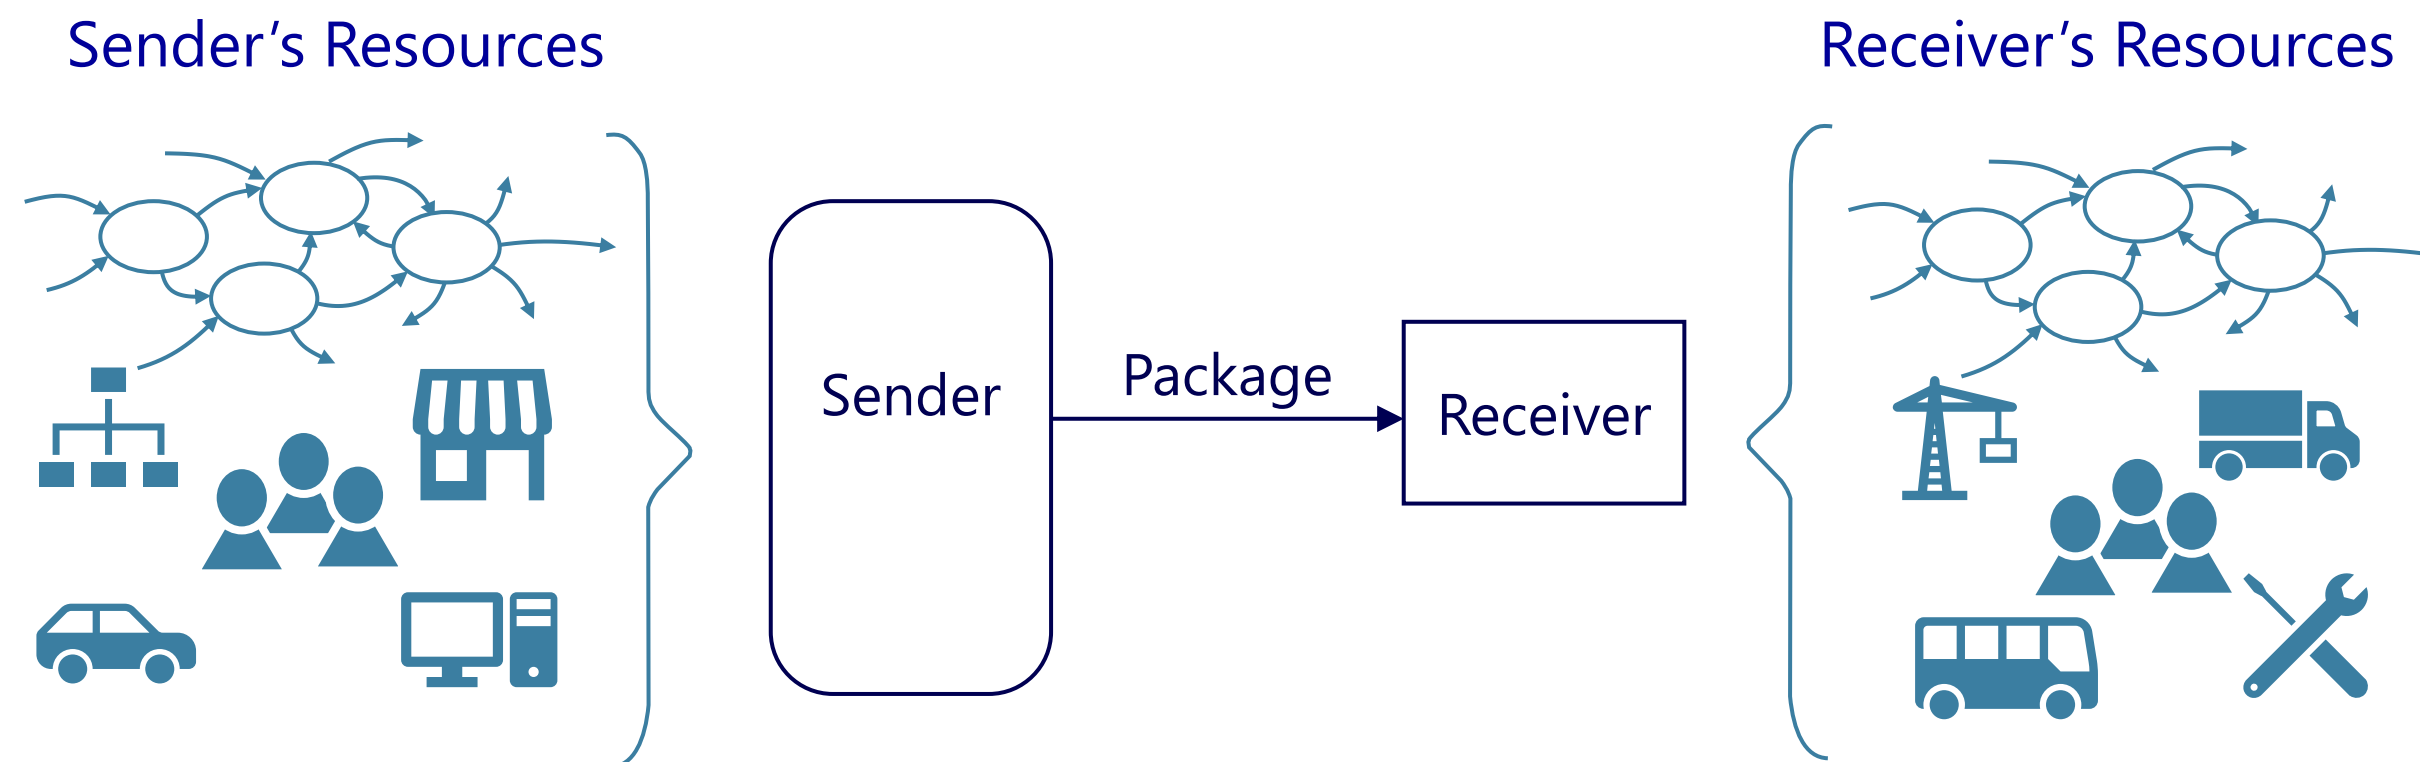 Sender’s Resources
Receiver’s Resources
Sender
Package
Receiver